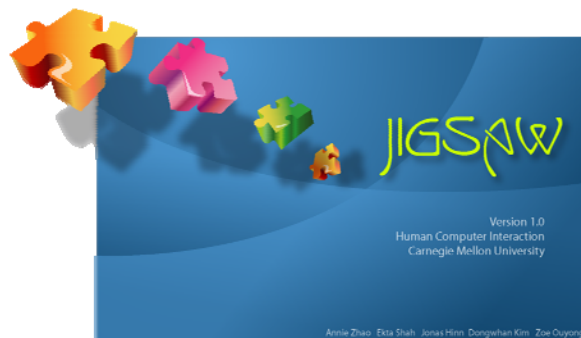 JIGSAW
Version 1.0
Human Computer Interaction
Carnegie Mellon University
Annie Zhao Ekta Shah Jonas Hinn Dongwhan Kim Zoe Ouyong